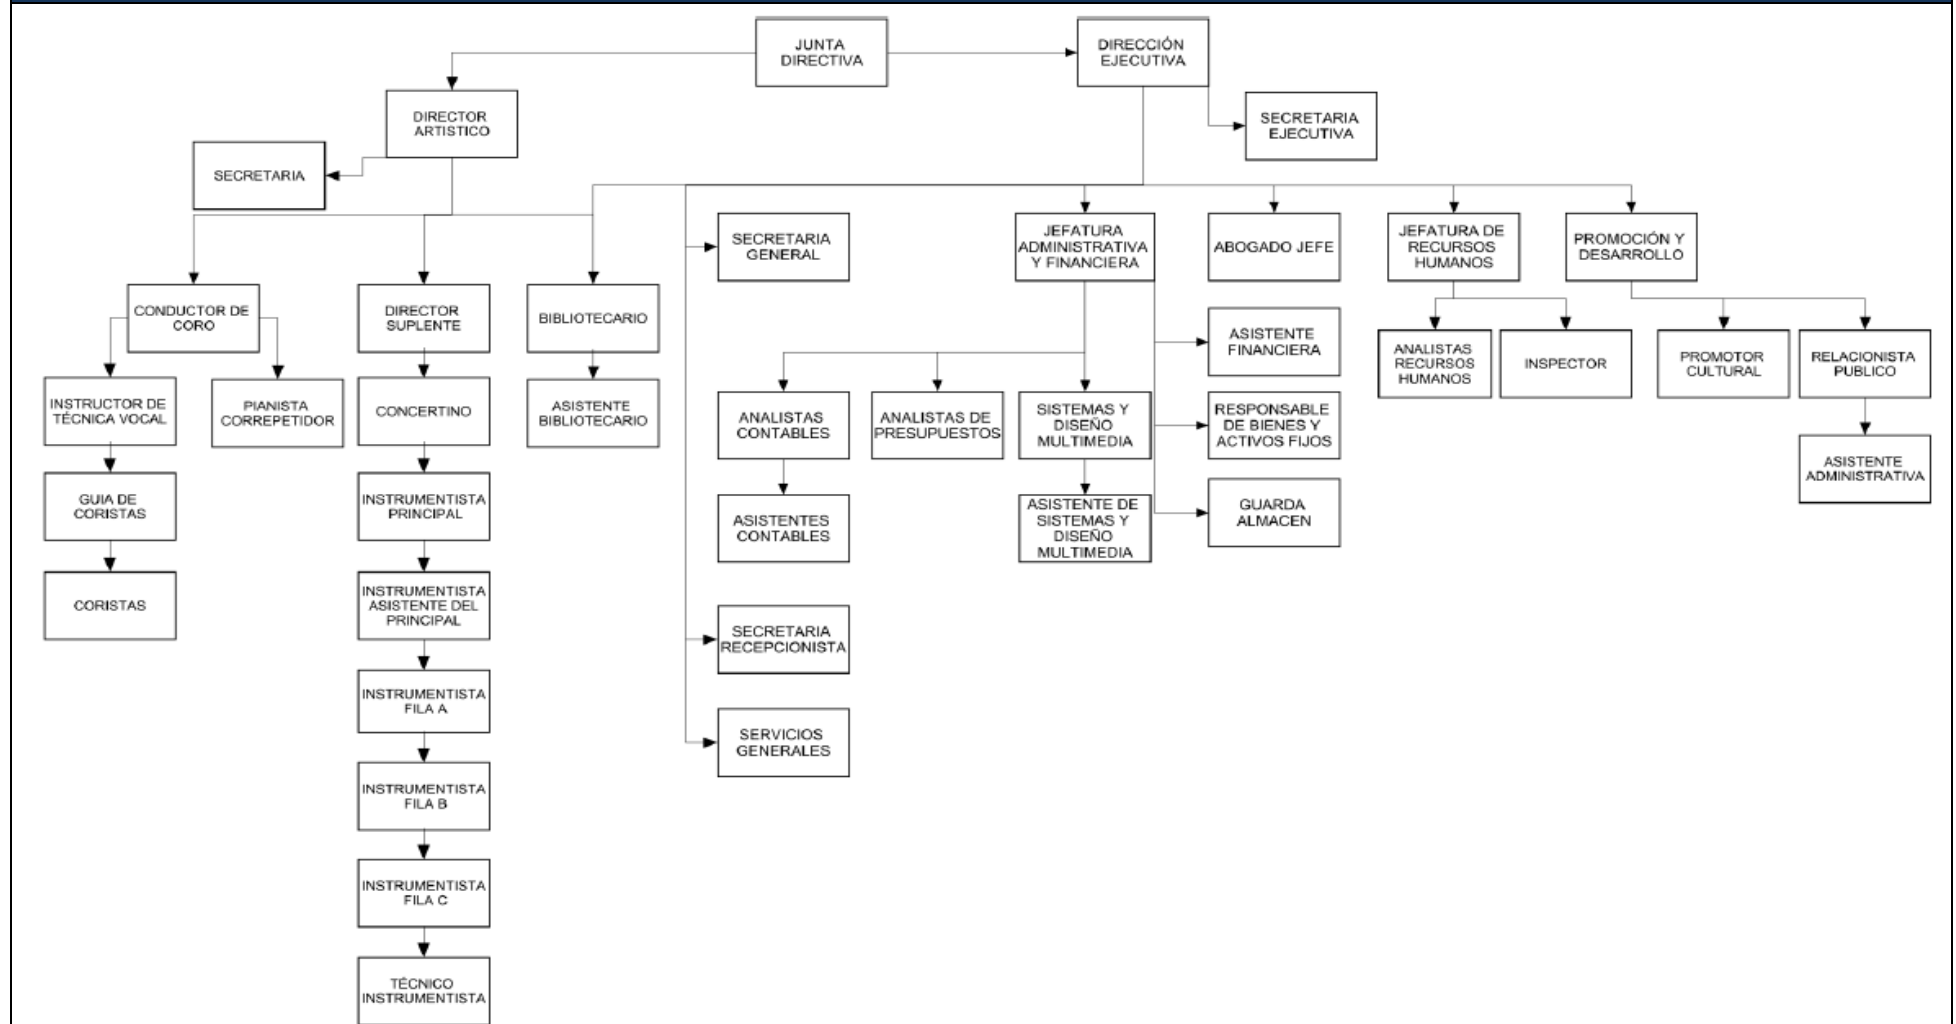 JUNTA
DIRECTIVA
DIRECCIÓN
EJECUTIVA
DIRECTOR
ARTISTICO
SECRETARIA
EJECUTIVA
SECRETARIA
SECRETARIA
GENERAL
JEFATURA
ADMINISTRATIVA
Y FINANCIERA
ABOGADO JEFE
JEFATURA DE
RECURSOS
HUMANOS
PROMOCIÓN Y
DESARROLLO
CONDUCTOR DE
CORO
DIRECTOR
SUPLENTE
BIBLIOTECARIO
ASISTENTE
FINANCIERA
ANALISTAS
RECURSOS
HUMANOS
INSPECTOR
PROMOTOR
CULTURAL
RELACIONISTA
PUBLICO
INSTRUCTOR DE
TÉCNICA VOCAL
PIANISTA
CORREPETIDOR
CONCERTINO
ASISTENTE
BIBLIOTECARIO
ANALISTAS
CONTABLES
ANALISTAS DE
PRESUPUESTOS
SISTEMAS Y
DISEÑO
MULTIMEDIA
RESPONSABLE
DE BIENES Y
ACTIVOS FIJOS
ASISTENTE
ADMINISTRATIVA
GUIA DE
CORISTAS
INSTRUMENTISTA
PRINCIPAL
ASISTENTES
CONTABLES
ASISTENTE DE
SISTEMAS Y
DISEÑO
MULTIMEDIA
GUARDA
ALMACEN
CORISTAS
INSTRUMENTISTA
ASISTENTE DEL
PRINCIPAL
SECRETARIA
RECEPCIONISTA
INSTRUMENTISTA
FILA A
SERVICIOS
GENERALES
INSTRUMENTISTA
FILA B
INSTRUMENTISTA
FILA C
TÉCNICO
INSTRUMENTISTA